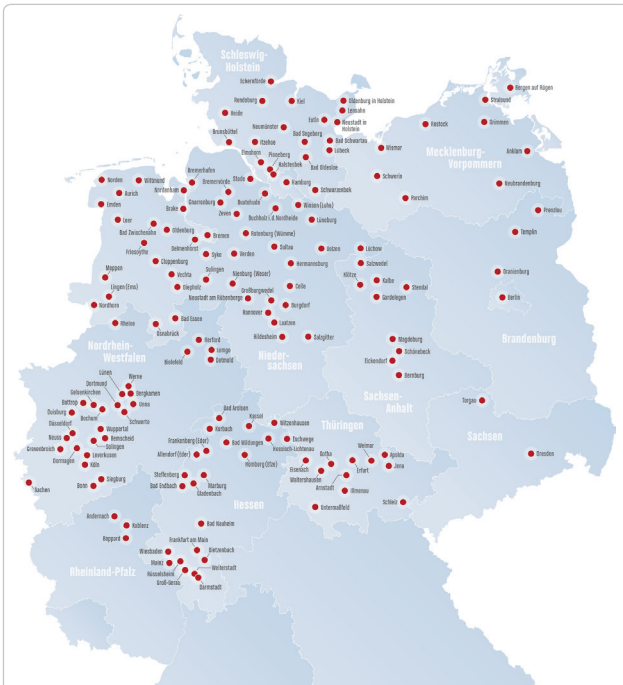 Schleswig-
Holstein
Eckernförde
Rendsburg
Kiel
Heide
Oldenburg in Holstein
Lensahn
Eutin
Neustadt in
Holstein
Neumünster
Bad Segeberg
Brunsbüttel
Itzehoe
Bad Schwartau
Lübeck
Elmshorn
Pinneberg
Halstenbek
Bad Oldesloe
Stade
Hamburg
Schwarzenbek
Bergen auf Rügen
Stralsund
Grimmen
Rostock
Wismar
Mecklenburg-
Vorpommern
Anklam
Schwerin
Neubrandenburg
Parchim
Prenzlau
Templin
Oranienburg
Berlin
Brandenburg
Norden
Wittmund
Bremerhaven
Bremervörde
Aurich
Nordenham
Emden
Gnarrenburg
Buxtehude
Winsen (Luhe)
Brake
Zeven
Buchholz i.d. Nordheide
Lüneburg
Leer
Bad Zwischenahn
Oldenburg
Bremen
Rotenburg (Wümme)
Friesoythe
Delmenhorst
Syke
Verden
Soltau
Uelzen
Lüchow
Cloppenburg
Hermannsburg
Salzwedel
Meppen
Vechta
Sulingen
Klötze
Kalbe
Lingen (Ems)
Diepholz
Nienburg (Weser)
Celle
Stendal
Großburgwedel
Gardelegen
Nordhorn
Neustadt am Rübenberge
Burgdorf
Hannover
Rheine
Osnabrück
Bad Essen
Laatzen
Hildesheim
Salzgitter
Nieder-
sachsen
Magdeburg
Schönebeck
Eickendorf
Bernburg
Sachsen-
Anhalt
Nordrhein-
Westfalen
Herford
Lemgo
Bielefeld
Detmold
Lünen
Werne
Dortmund
Bergkamen
Gelsenkirchen
Bottrop
Unna
Duisburg
Bochum
Schwerte
Düsseldorf
Wuppertal
Neuss
Remscheid
Solingen
Grevenbroich
Leverkusen
Dormagen
Köln
Siegburg
Bonn
Aachen
Bad Arolsen
Korbach
Kassel
Witzenhausen
Frankenberg (Eder)
Bad Wildungen
Eschwege
Hessisch-Lichtenau
Allendorf (Eder)
Homberg (Efze)
Steffenberg
Marburg
Bad Endbach
Gladenbach
Hessen
Bad Nauheim
Frankfurt am Main
Wiesbaden
Dietzenbach
Mainz
Weiterstadt
Rüsselsheim
Groß-Gerau
Darmstadt
Thüringen
Gotha
Weimar
Apolda
Eisenach
Erfurt
Jena
Waltershausen
Arnstadt
Ilmenau
Untermaßfeld
Schleiz
Torgau
Sachsen
Dresden
Andernach
Koblenz
Boppard
Rheinland-Pfalz